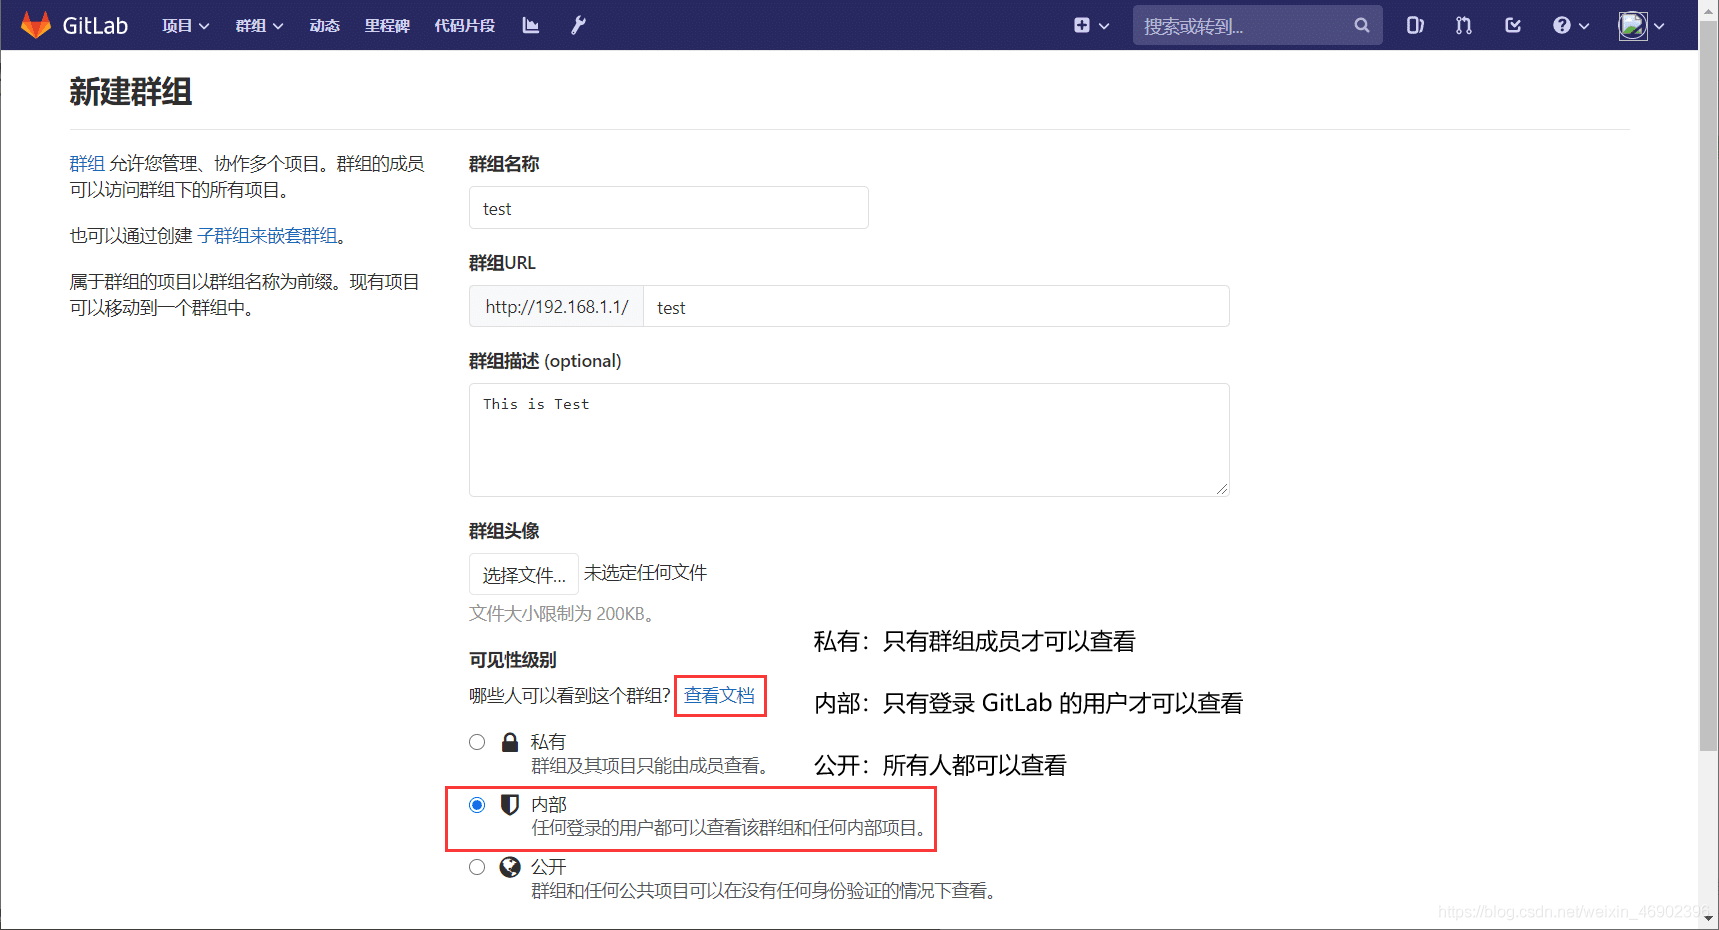 GitLab 项目 群组 动态 里程碑 代码片段 搜索或转到...
新建群组
群组 允许您管理、协作多个项目。群组的成员
可以访问群组下的所有项目。
也可以通过创建 子群组来嵌套群组。
属于群组的项目以群组名称为前缀。现有项目
可以移动到一个群组中。
群组名称
test
群组URL
http://192.168.1.1/ test
群组描述 (optional)
This is Test
群组头像
选择文件... 未选定任何文件
文件大小限制为 200KB。
可见性级别
哪些人可以看到这个群组? 查看文档
私有
群组及其项目只能由成员查看。
内部
任何登录的用户都可以查看该群组和任何内部项目。
公开
群组和任何公共项目可以在没有任何身份验证的情况下查看。
私有：只有群组成员才可以查看
内部：只有登录 GitLab 的用户才可以查看
公开：所有人都可以查看
https://blog.csdn.net/weixin_46902396